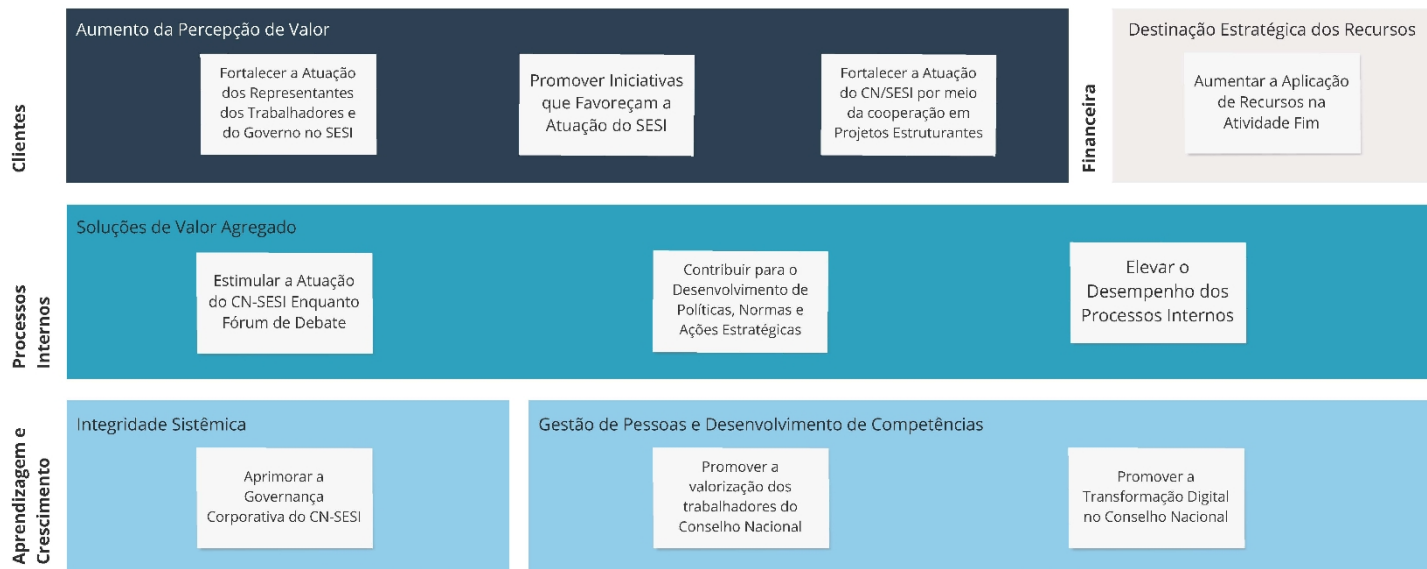 Clientes
Aumento da Percepção de Valor
Fortalecer a Atuação
dos Representantes
dos Trabalhadores e
do Governo no SESI
Promover Iniciativas
que Favoreçam a
Atuação do SESI
Fortalecer a Atuação
do CN/SESI por meio
da cooperação em
Projetos Estruturantes
Financeira
Destinação Estratégica dos Recursos
Aumentar a Aplicação
de Recursos na
Atividade Fim
Processos
Internos
Soluções de Valor Agregado
Estimular a Atuação
do CN-SESI Enquanto
Fórum de Debate
Contribuir para o
Desenvolvimento de
Políticas, Normas e
Ações Estratégicas
Elevar o
Desempenho dos
Processos Internos
Aprendizagem e
Crescimento
Integridade Sistêmica
Aprimorar a
Governança
Corporativa do CN-SESI
Gestão de Pessoas e Desenvolvimento de Competências
Promover a
valorização dos
trabalhadores do
Conselho Nacional
Promover a
Transformação Digital
no Conselho Nacional